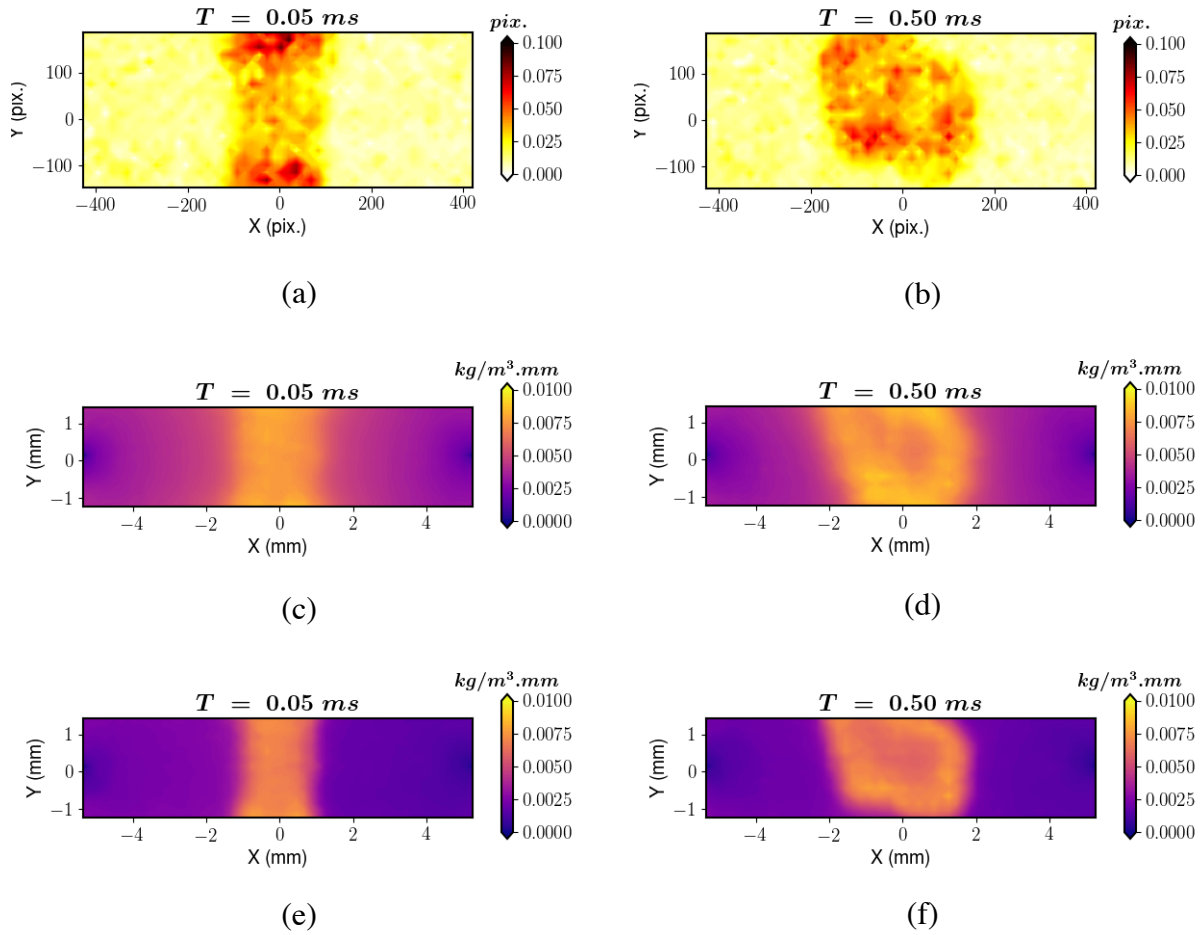 T = 0.05 ms
pix.
0.100
0.075
0.050
0.025
0.000
100
0
−100
Y (pix.)
−400 −200 0 200 400
X (pix.)
(a)
T = 0.50 ms
pix.
0.100
0.075
0.050
0.025
0.000
100
0
−100
Y (pix.)
−400 −200 0 200 400
X (pix.)
(b)
T = 0.05 ms
kg/m³.mm
0.0100
0.0075
0.0050
0.0025
0.0000
1
0
−1
Y (mm)
−4 −2 0 2 4
X (mm)
(c)
T = 0.50 ms
kg/m³.mm
0.0100
0.0075
0.0050
0.0025
0.0000
1
0
−1
Y (mm)
−4 −2 0 2 4
X (mm)
(d)
T = 0.05 ms
kg/m³.mm
0.0100
0.0075
0.0050
0.0025
0.0000
1
0
−1
Y (mm)
−4 −2 0 2 4
X (mm)
(e)
T = 0.50 ms
kg/m³.mm
0.0100
0.0075
0.0050
0.0025
0.0000
1
0
−1
Y (mm)
−4 −2 0 2 4
X (mm)
(f)